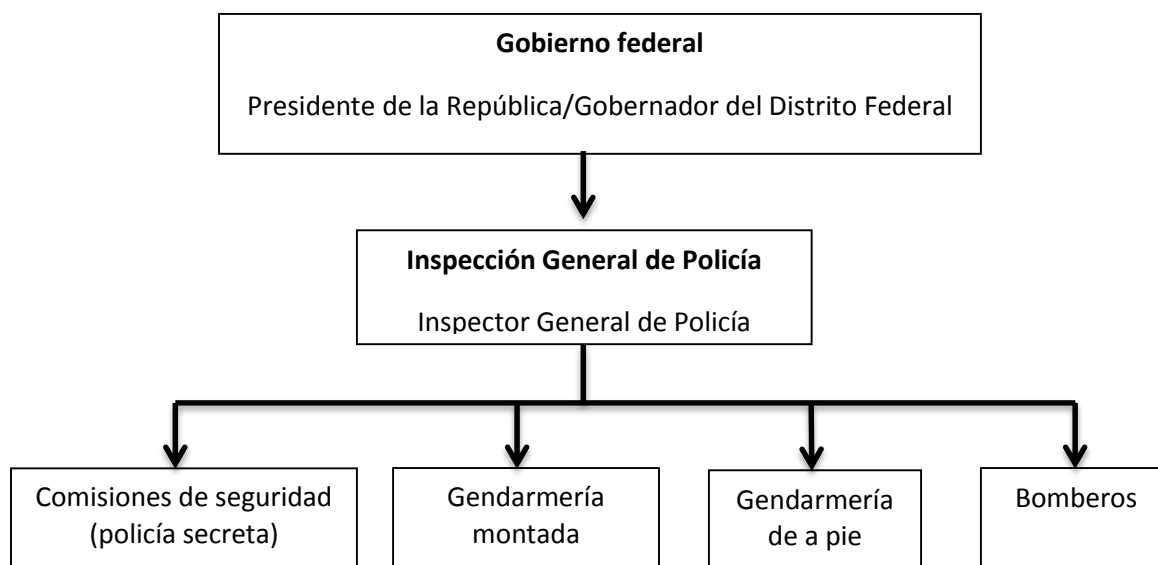 Gobierno federal
Presidente de la República/Gobernador del Distrito Federal
Inspección General de Policía
Inspector General de Policía
Comisiones de seguridad
(policía secreta)
Gendarmería
montada
Gendarmería
de a pie
Bomberos